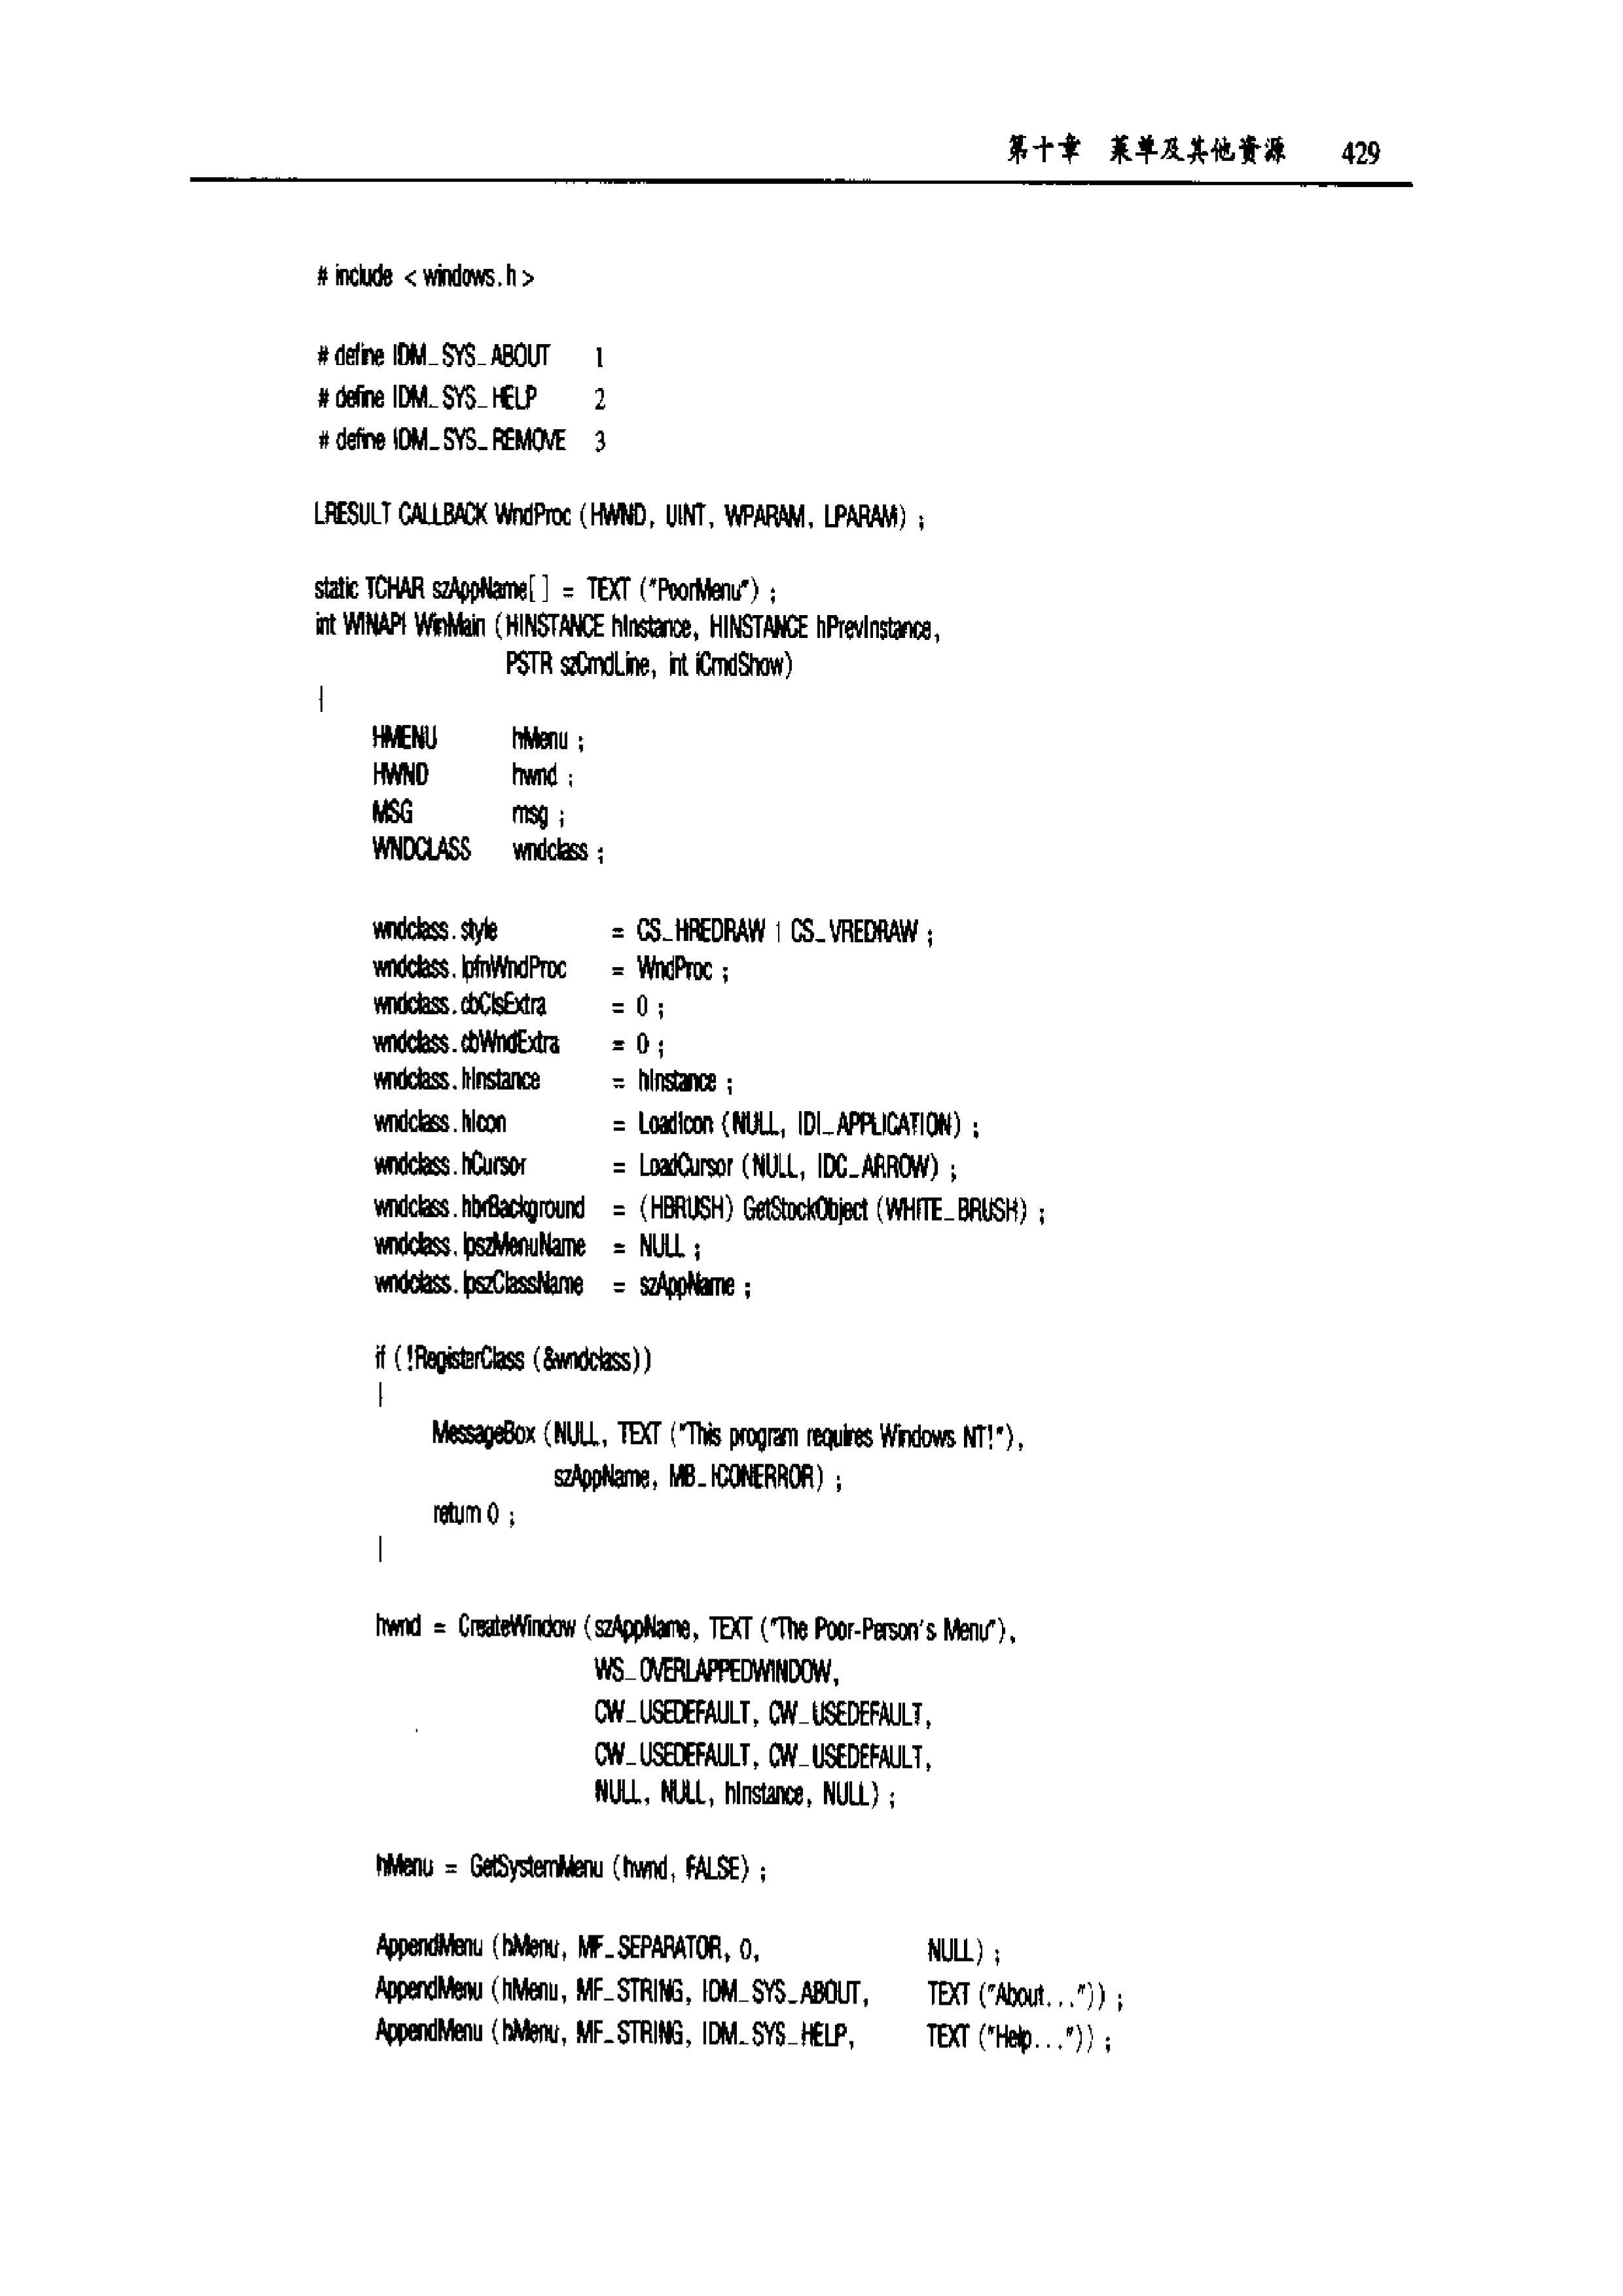 第十章 菜单及其他资源 429
# include <windows.h>
# define IDM_SYS_ABOUT 1
# define IDM_SYS_HELP 2
# define IDM_SYS_REMOVE 3
LRESULT CALLBACK WndProc (HWND, UINT, WPARAM, LPARAM) ;
static TCHAR szAppName[] = TEXT ("PoorMenu") ;
int WINAPI WinMain (HINSTANCE hInstance, HINSTANCE hPrevInstance,
PSTR szCmdLine, int iCmdShow)
{
HMENU hMenu ;
HWND hwnd ;
MSG msg ;
WNDCLASS wndclass ;
wndclass.style = CS_HREDRAW | CS_VREDRAW ;
wndclass.lpfnWndProc = WndProc ;
wndclass.cbClsExtra = 0 ;
wndclass.cbWndExtra = 0 ;
wndclass.hInstance = hInstance ;
wndclass.hIcon = LoadIcon (NULL, IDI_APPLICATION) ;
wndclass.hCursor = LoadCursor (NULL, IDC_ARROW) ;
wndclass.hbrBackground = (HBRUSH) GetStockObject (WHITE_BRUSH) ;
wndclass.lpszMenuName = NULL ;
wndclass.lpszClassName = szAppName ;
if (!RegisterClass (&wndclass))
{
MessageBox (NULL, TEXT ("This program requires Windows NT!"),
szAppName, MB_ICONERROR) ;
return 0 ;
}
hwnd = CreateWindow (szAppName, TEXT ("The Poor-Person's Menu"),
WS_OVERLAPPEDWINDOW,
CW_USEDEFAULT, CW_USEDEFAULT,
CW_USEDEFAULT, CW_USEDEFAULT,
NULL, NULL, hInstance, NULL) ;
hMenu = GetSystemMenu (hwnd, FALSE) ;
AppendMenu (hMenu, MF_SEPARATOR, 0, NULL) ;
AppendMenu (hMenu, MF_STRING, IDM_SYS_ABOUT, TEXT ("About...")) ;
AppendMenu (hMenu, MF_STRING, IDM_SYS_HELP, TEXT ("Help...")) ;